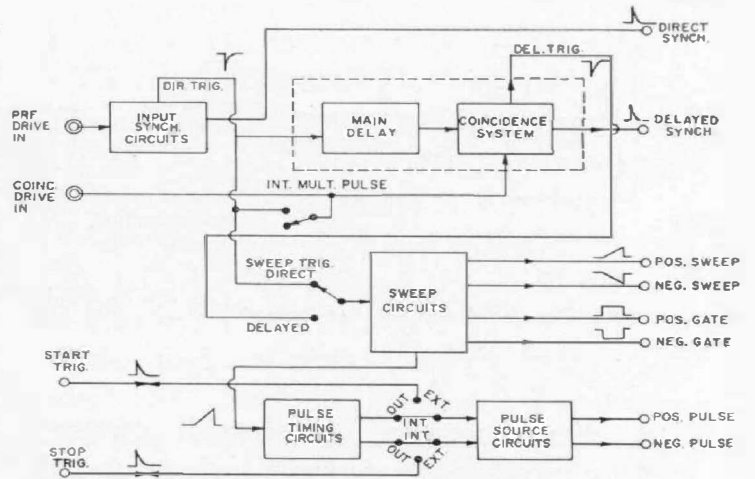 DIRECT
SYNCH.
DEL. TRIG.
DIR. TRIG.
PRF
DRIVE
IN
INPUT
SYNCH.
CIRCUITS
MAIN
DELAY
COINCIDENCE
SYSTEM
DELAYED
SYNCH
COINC.
DRIVE
IN
INT. MULT. PULSE
SWEEP TRIG.
DIRECT
DELAYED
SWEEP
CIRCUITS
POS. SWEEP
NEG. SWEEP
POS. GATE
NEG. GATE
START
TRIG.
OUT
EXT.
INT.
INT.
OUT
EXT.
PULSE
TIMING
CIRCUITS
PULSE
SOURCE
CIRCUITS
POS. PULSE
NEG. PULSE
STOP
TRIG.